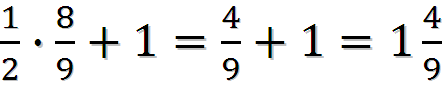 1/2 · 8/9 + 1 = 4/9 + 1 = 1 4/9